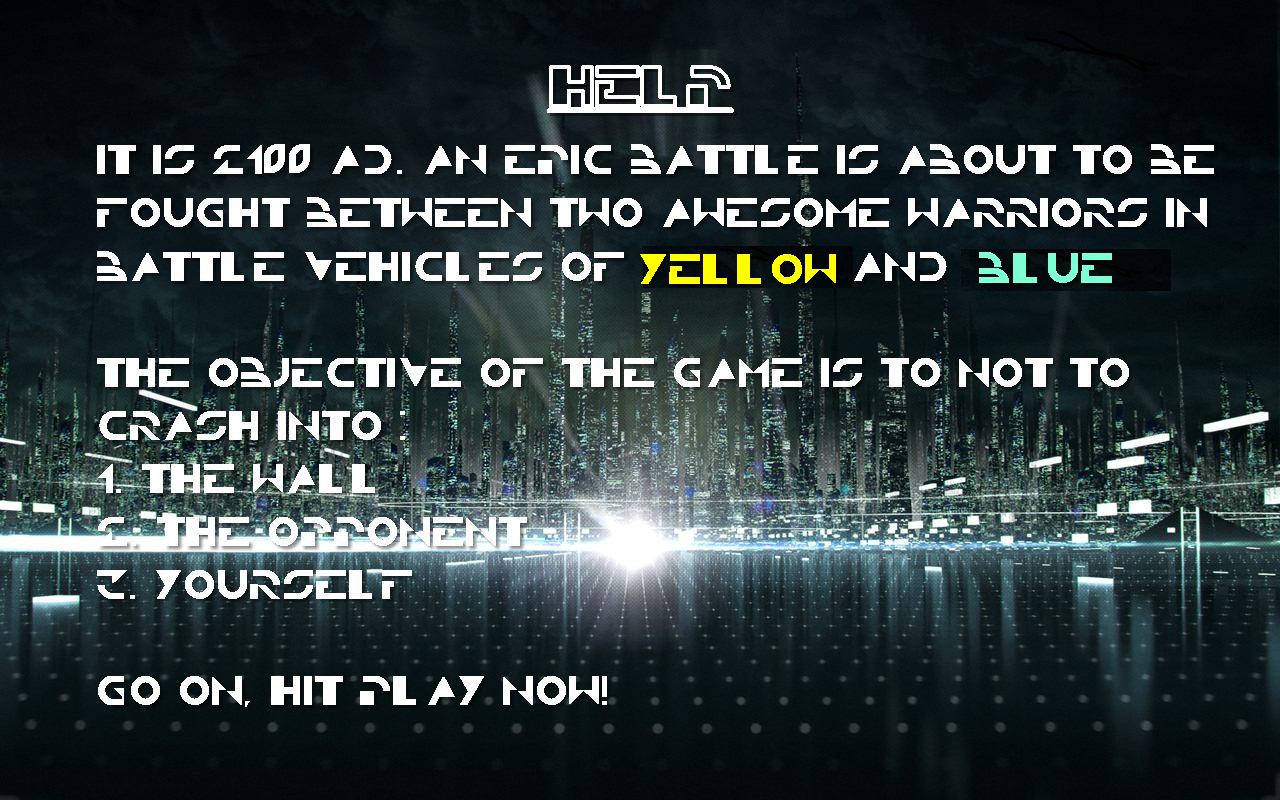 HELP
IT IS 2100 AD. AN EPIC BATTLE IS ABOUT TO BE
FOUGHT BETWEEN TWO AWESOME WARRIORS IN
BATTLE VEHICLES OF YELLOW AND BLUE
THE OBJECTIVE OF THE GAME IS TO NOT TO
CRASH INTO :
1. THE WALL
2. THE OPPONENT
3. YOURSELF
GO ON, HIT PLAY NOW!